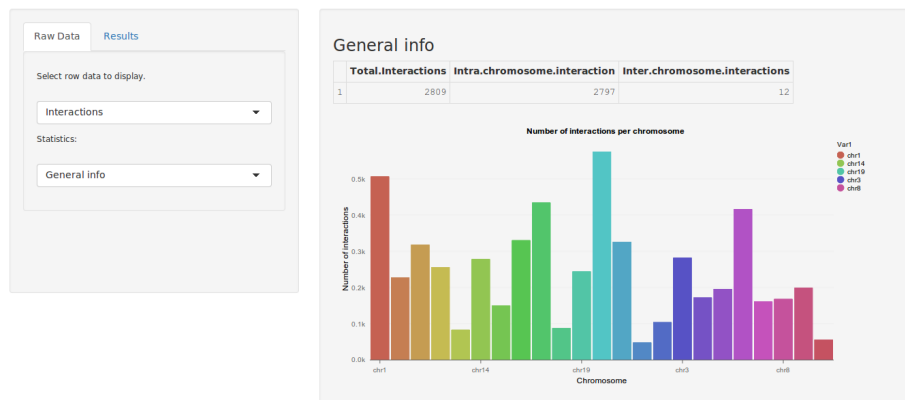 Raw Data Results
Select row data to display.
Interactions
Statistics:
General info
General info
Total.Interactions Intra.chromosome.interaction Inter.chromosome.interactions
1 2809 2797 12
Number of interactions per chromosome
Var1
chr1
chr14
chr19
chr3
chr8
Number of interactions
0.5k
0.4k
0.3k
0.2k
0.1k
0.0k
chr1 chr14 chr19 chr3 chr8
Chromosome